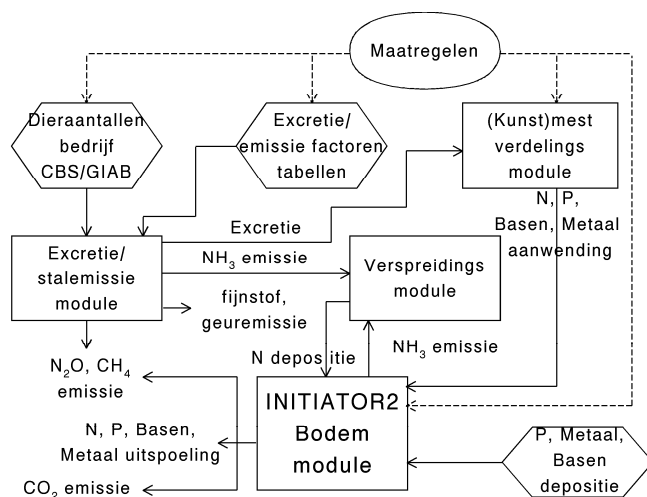 Maatregelen
Dieraantallen
bedrijf
CBS/GIAB
Excretie/
emissie factoren
tabellen
(Kunst)mest
verdelings
module
Excretie
N, P,
Basen, Metaal
aanwending
Excretie/
stalemissie
module
NH₃ emissie
Verspreidings
module
fijnstof,
geuremissie
N depositie
NH₃ emissie
N₂O, CH₄
emissie
INITIATOR2
Bodem
module
N, P, Basen,
Metaal uitspoeling
P, Metaal,
Basen
depositie
CO₂ emissie